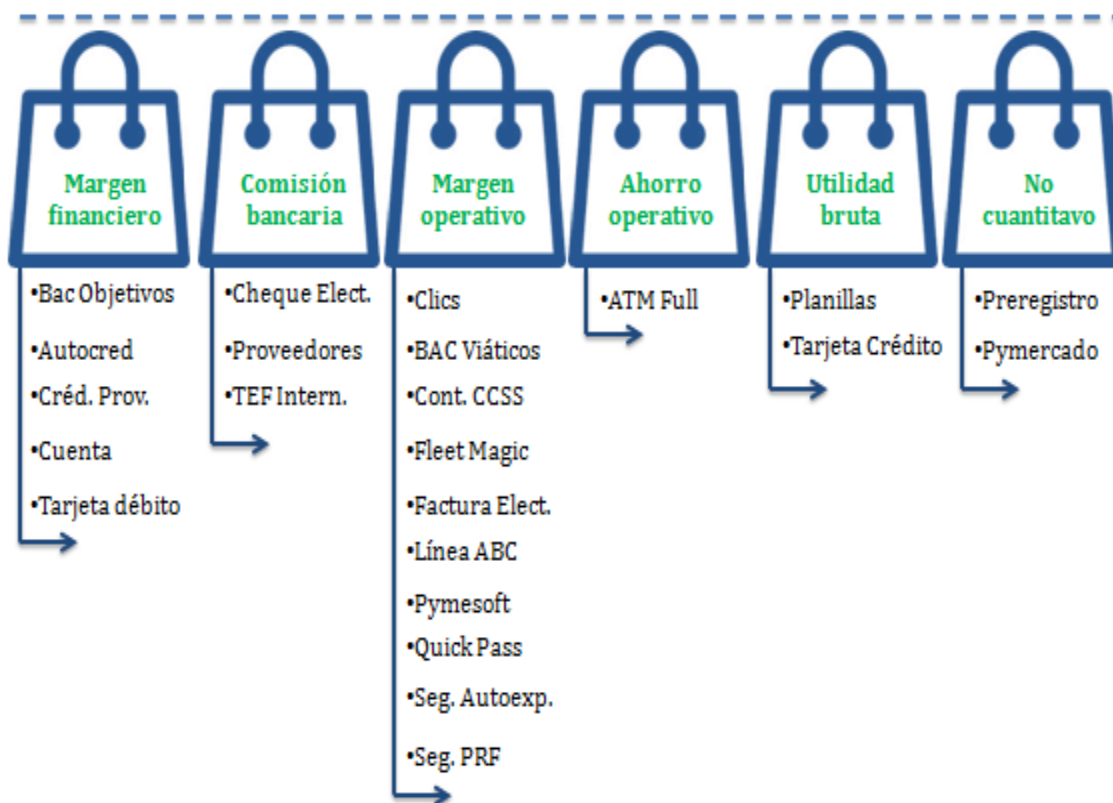 Margen
financiero
•Bac Objetivos
•Autocred
•Créd. Prov.
•Cuenta
•Tarjeta débito
Comisión
bancaria
•Cheque Elect.
•Proveedores
•TEF Intern.
Margen
operativo
•Clics
•BAC Viáticos
•Cont. CCSS
•Fleet Magic
•Factura Elect.
•Línea ABC
•Pymesoft
•Quick Pass
•Seg. Autoexp.
•Seg. PRF
Ahorro
operativo
•ATM Full
Utilidad
bruta
•Planillas
•Tarjeta Crédito
No
cuantitavo
•Preregistro
•Pymercado